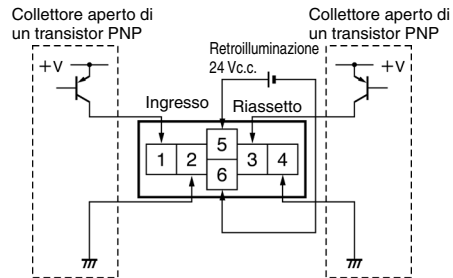 Collettore aperto di
un transistor PNP
Collettore aperto di
un transistor PNP
Retroilluminazione
24 Vc.c.
+V
+V
Ingresso
Riassetto
1 2 5 3 4
6